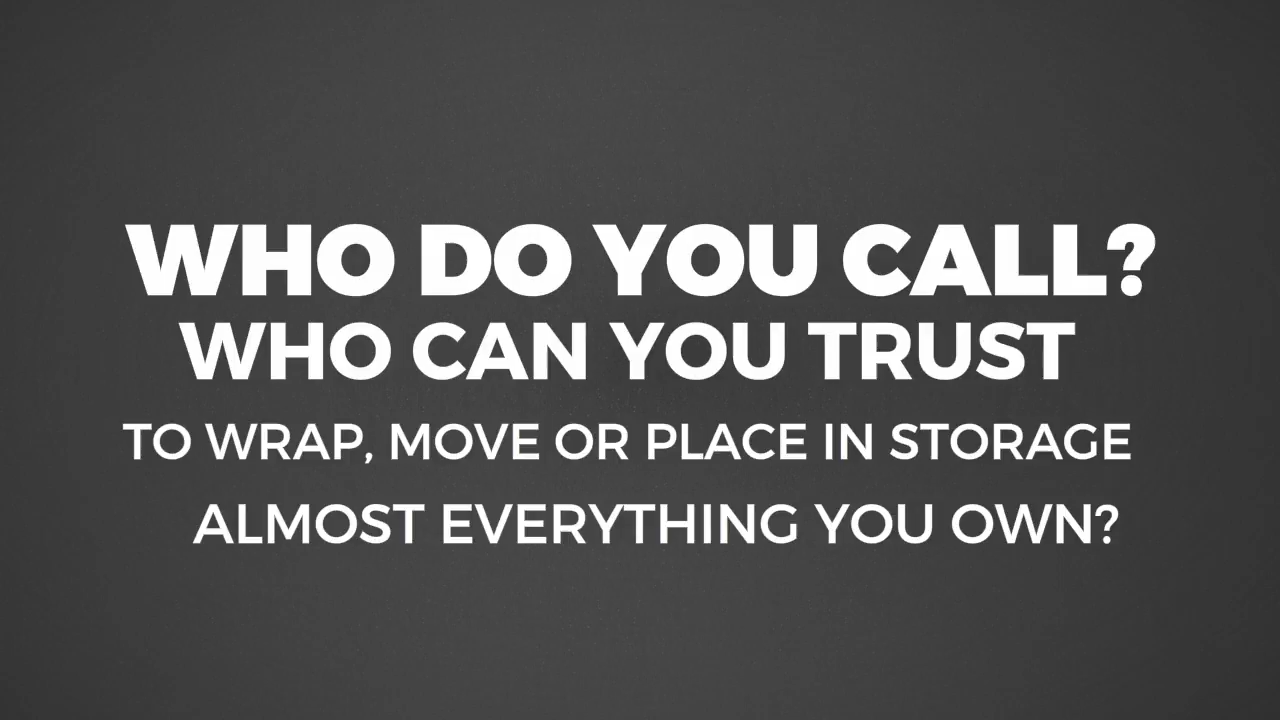 WHO DO YOU CALL?
WHO CAN YOU TRUST
TO WRAP, MOVE OR PLACE IN STORAGE
ALMOST EVERYTHING YOU OWN?